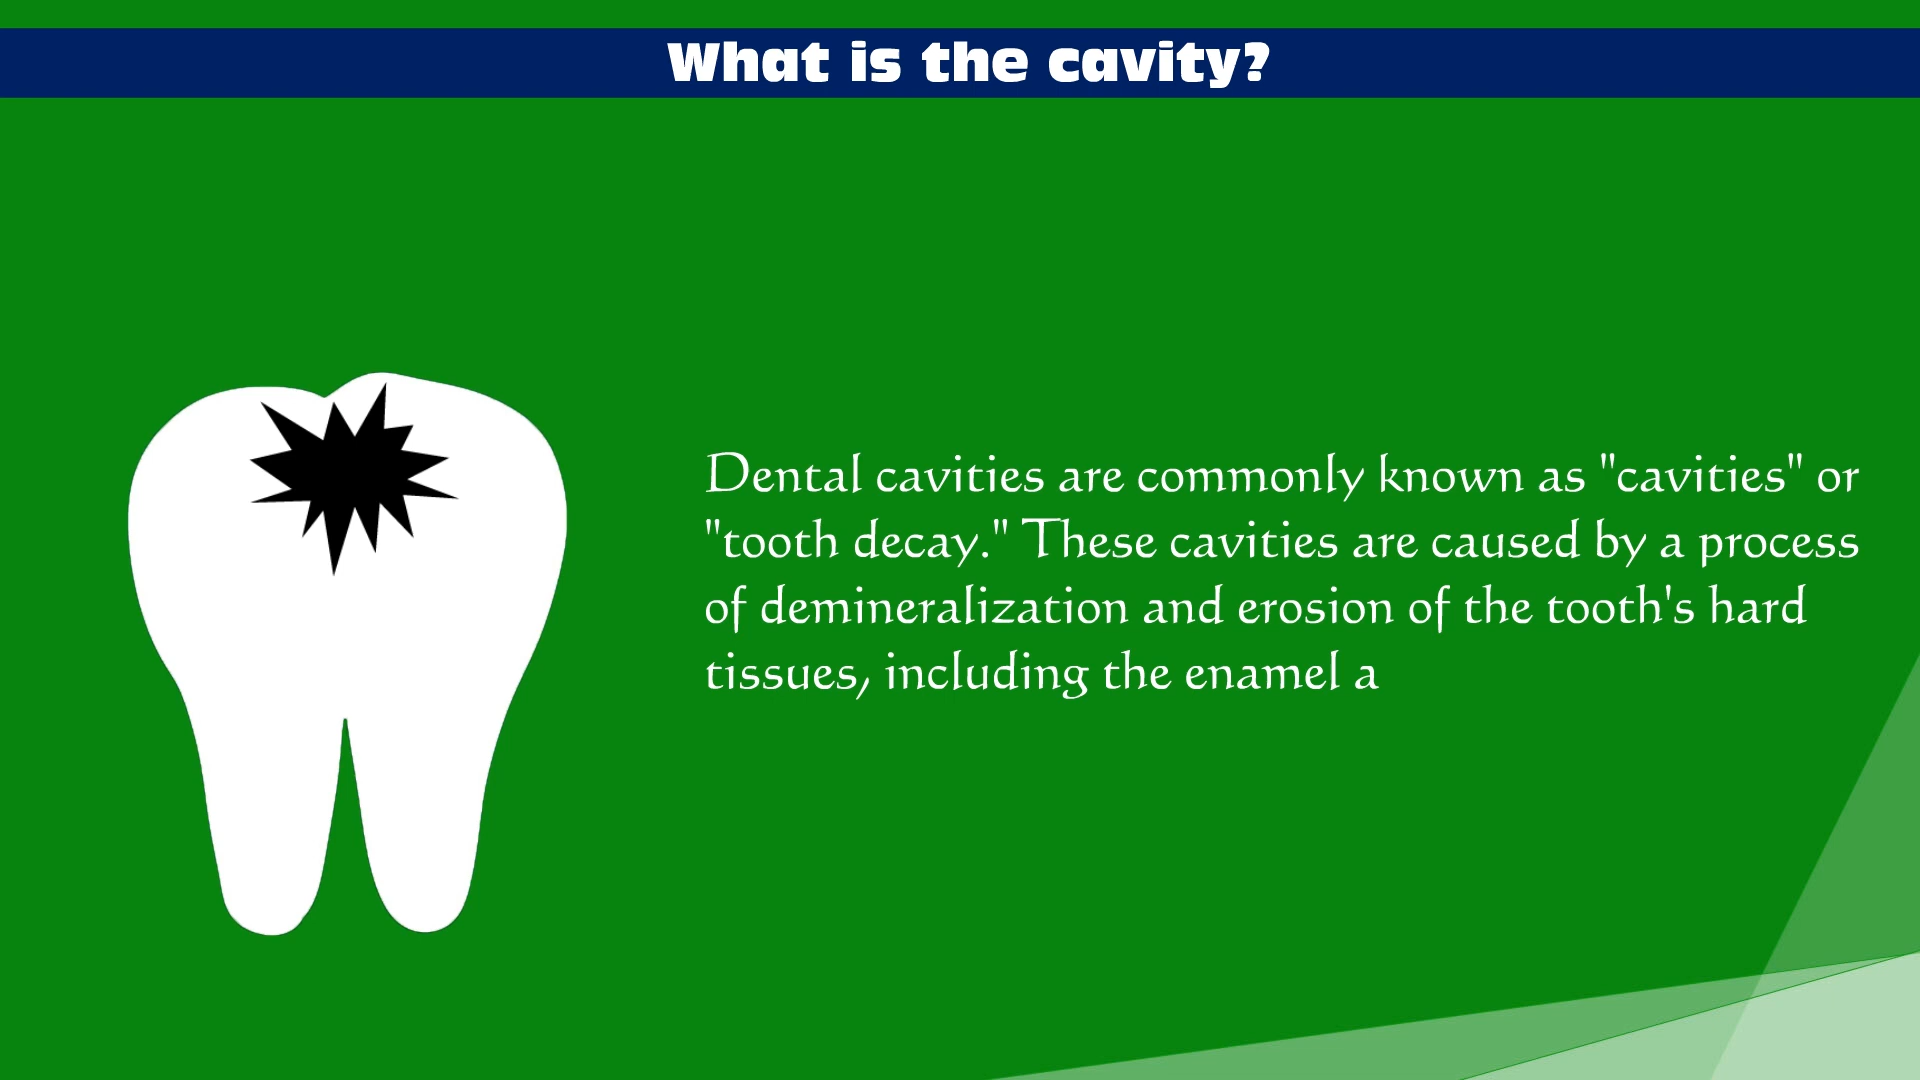 What is the cavity?
Dental cavities are commonly known as "cavities" or
"tooth decay." These cavities are caused by a process
of demineralization and erosion of the tooth's hard
tissues, including the enamel a